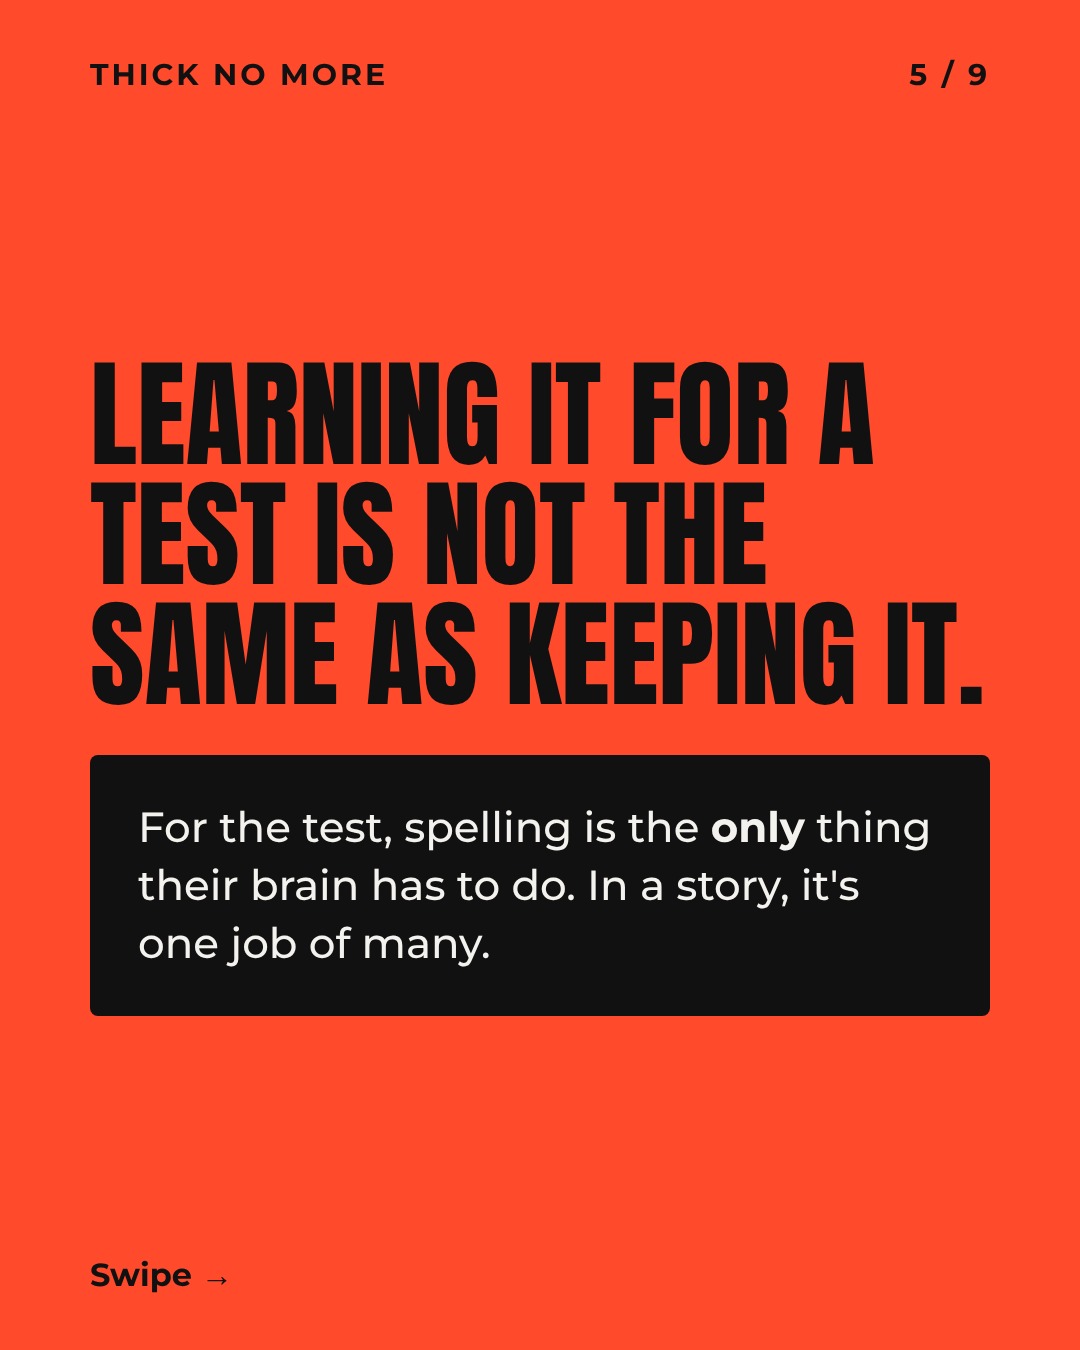 THICK NO MORE
5 / 9
LEARNING IT FOR A
TEST IS NOT THE
SAME AS KEEPING IT.
For the test, spelling is the only thing
their brain has to do. In a story, it's
one job of many.
Swipe →